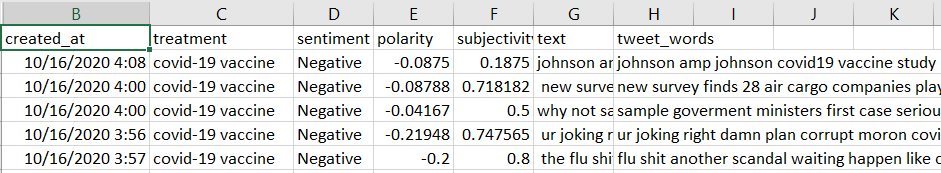 B C D E F G H I J K
created_at treatment sentiment polarity subjectivit text tweet_words
10/16/2020 4:08 covid-19 vaccine Negative -0.0875 0.1875 johnson ar johnson amp johnson covid19 vaccine study
10/16/2020 4:00 covid-19 vaccine Negative -0.08788 0.718182 new surve new survey finds 28 air cargo companies play
10/16/2020 4:00 covid-19 vaccine Negative -0.04167 0.5 why not sa sample goverment ministers first case seriou
10/16/2020 3:56 covid-19 vaccine Negative -0.21948 0.747565 ur joking r ur joking right damn plan corrupt moron covi
10/16/2020 3:57 covid-19 vaccine Negative -0.2 0.8 the flu shi flu shit another scandal waiting happen like